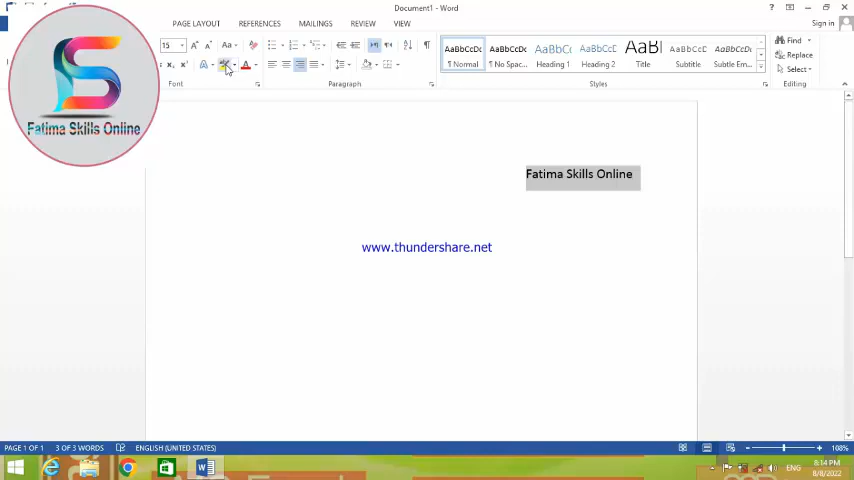 Document1 - Word
PAGE LAYOUT REFERENCES MAILINGS REVIEW VIEW
Sign in
15
Aa
AaBbCcDc AaBbCcDc AaBbCc AaBbCc AaBl AaBbCcD AaBbCcDc
¶ Normal ¶ No Spac... Heading 1 Heading 2 Title Subtitle Subtle Em...
Find
Replace
Select
Font
Paragraph
Styles
Editing
Fatima Skills Online
Fatima Skills Online
www.thundershare.net
PAGE 1 OF 1 3 OF 3 WORDS ENGLISH (UNITED STATES)
108%
ENG
8:14 PM
8/8/2022